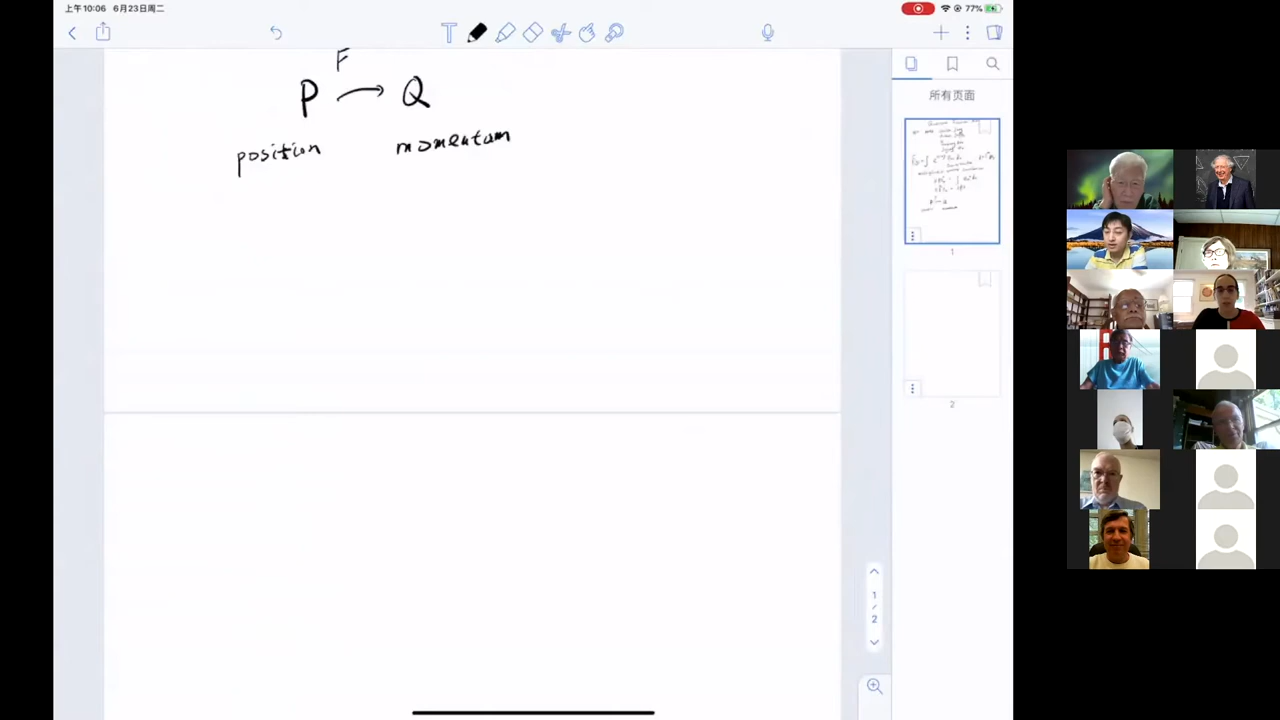 上午10:06 6月23日周二
77%
F
P → Q
position momentum
所有页面
1
2
1
/
2